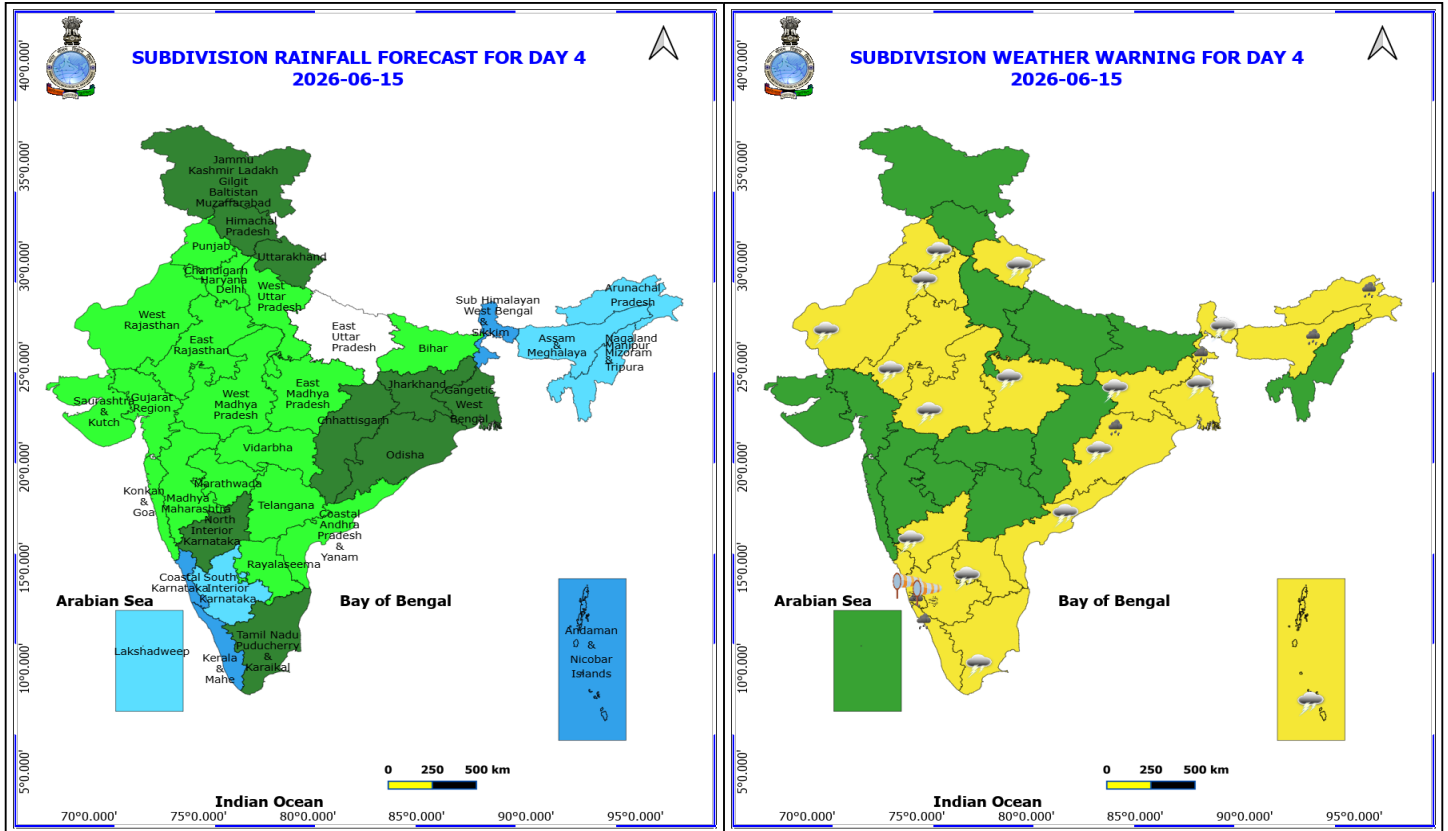 SUBDIVISION RAINFALL FORECAST FOR DAY 4
2026-06-15
40°0.000'
35°0.000'
30°0.000'
25°0.000'
20°0.000'
15°0.000'
10°0.000'
5°0.000'
Jammu
Kashmir Ladakh
Gilgit
Baltistan
Muzaffarabad
Himachal
Pradesh
Punjab
Uttarakhand
Chandigarh
Haryana
Delhi
West
Uttar
Pradesh
West
Rajasthan
East
Rajasthan
East
Uttar
Pradesh
Bihar
Sub Himalayan
West Bengal
&
Sikkim
Arunachal
Pradesh
Assam
&
Meghalaya
Nagaland
Manipur
Mizoram
&
Tripura
Jharkhand
Gangetic
West
Bengal
Saurashtra
&
Kutch
Gujarat
Region
West
Madhya
Pradesh
East
Madhya
Pradesh
Chhattisgarh
Odisha
Vidarbha
Konkan
&
Goa
Madhya
Maharashtra
Marathwada
Telangana
North
Interior
Karnataka
Coastal
Andhra
Pradesh
&
Yanam
Rayalaseema
Coastal
Karnataka
South
Interior
Karnataka
Arabian Sea
Bay of Bengal
Lakshadweep
Kerala
&
Mahe
Tamil Nadu
Puducherry
&
Karaikal
Andaman
&
Nicobar
Islands
0 250 500 km
Indian Ocean
70°0.000' 75°0.000' 80°0.000' 85°0.000' 90°0.000' 95°0.000'
SUBDIVISION WEATHER WARNING FOR DAY 4
2026-06-15
40°0.000'
35°0.000'
30°0.000'
25°0.000'
20°0.000'
15°0.000'
10°0.000'
5°0.000'
Arabian Sea
Bay of Bengal
0 250 500 km
Indian Ocean
70°0.000' 75°0.000' 80°0.000' 85°0.000' 90°0.000' 95°0.000'